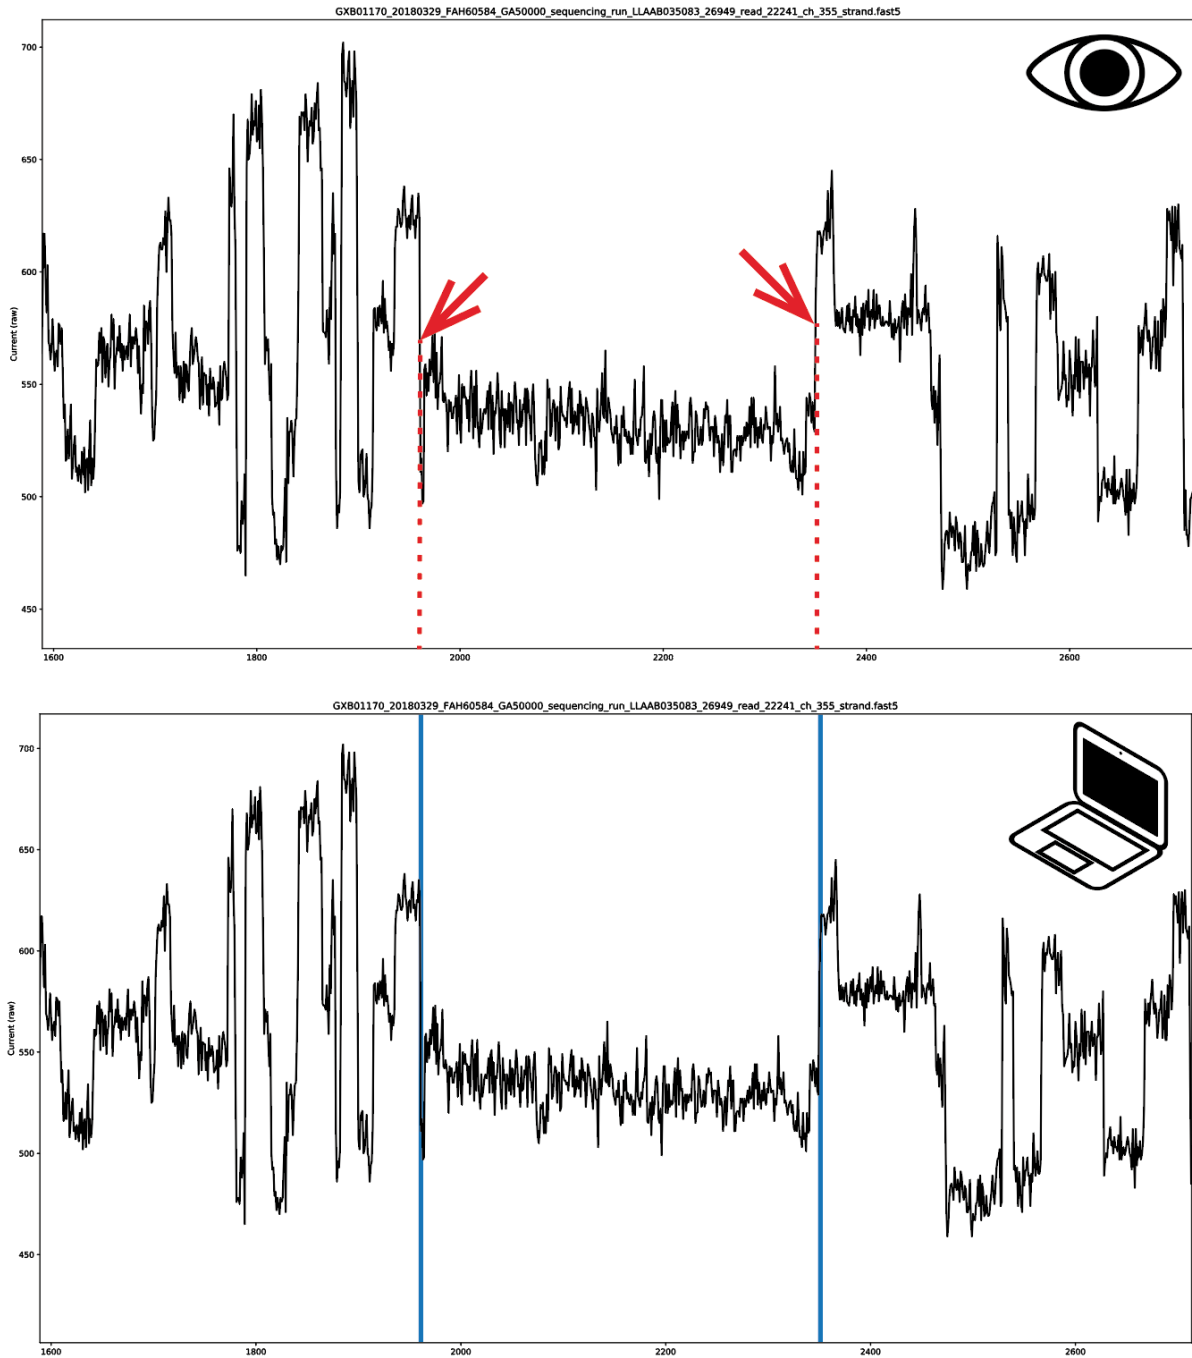 GXB01170_20180329_FAH60584_GA50000_sequencing_run_LLAAB035083_26949_read_22241_ch_355_strand.fast5
700
650
600
550
500
450
Current (raw)
1600 1800 2000 2200 2400 2600
GXB01170_20180329_FAH60584_GA50000_sequencing_run_LLAAB035083_26949_read_22241_ch_355_strand.fast5
700
650
600
550
500
450
Current (raw)
1600 1800 2000 2200 2400 2600